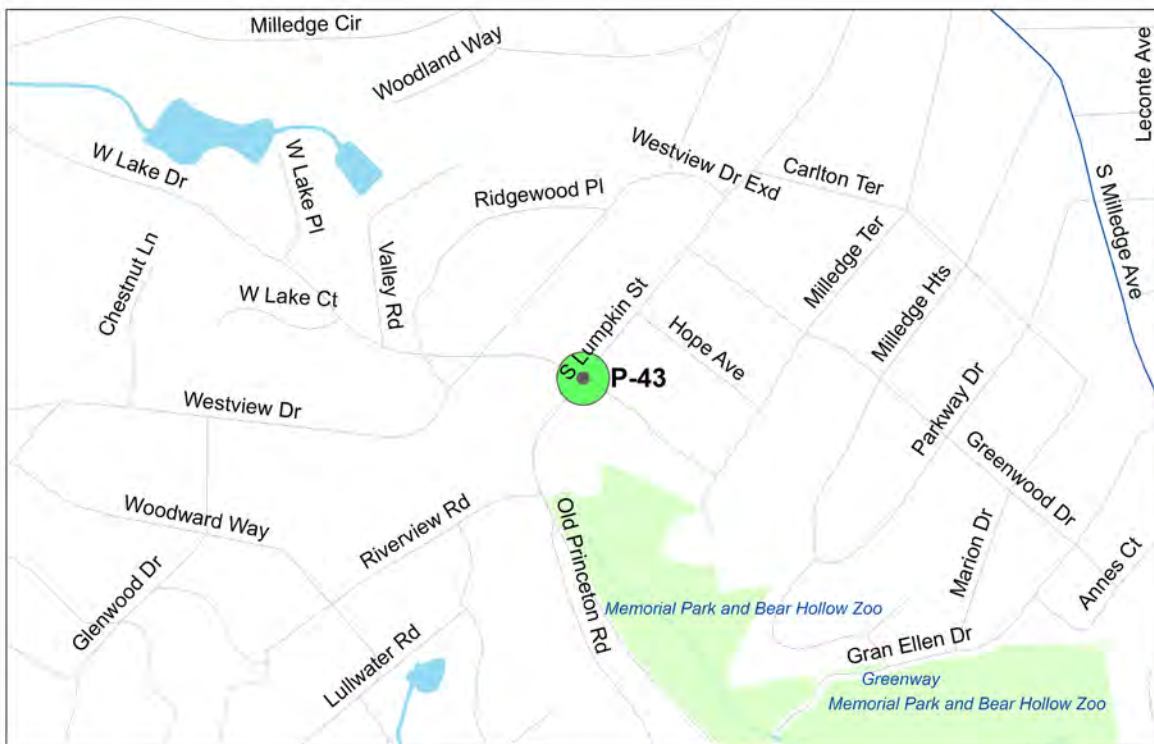 Milledge Cir
Woodland Way
Leconte Ave
W Lake Dr
W Lake Pl
Westview Dr Exd
Carlton Ter
S Milledge Ave
Ridgewood Pl
Chestnut Ln
Valley Rd
Milledge Ter
W Lake Ct
Milledge Hts
S Lumpkin St
Hope Ave
P-43
Westview Dr
Parkway Dr
Greenwood Dr
Woodward Way
Riverview Rd
Old Princeton Rd
Marion Dr
Annes Ct
Glenwood Dr
Memorial Park and Bear Hollow Zoo
Lullwater Rd
Gran Ellen Dr
Greenway
Memorial Park and Bear Hollow Zoo